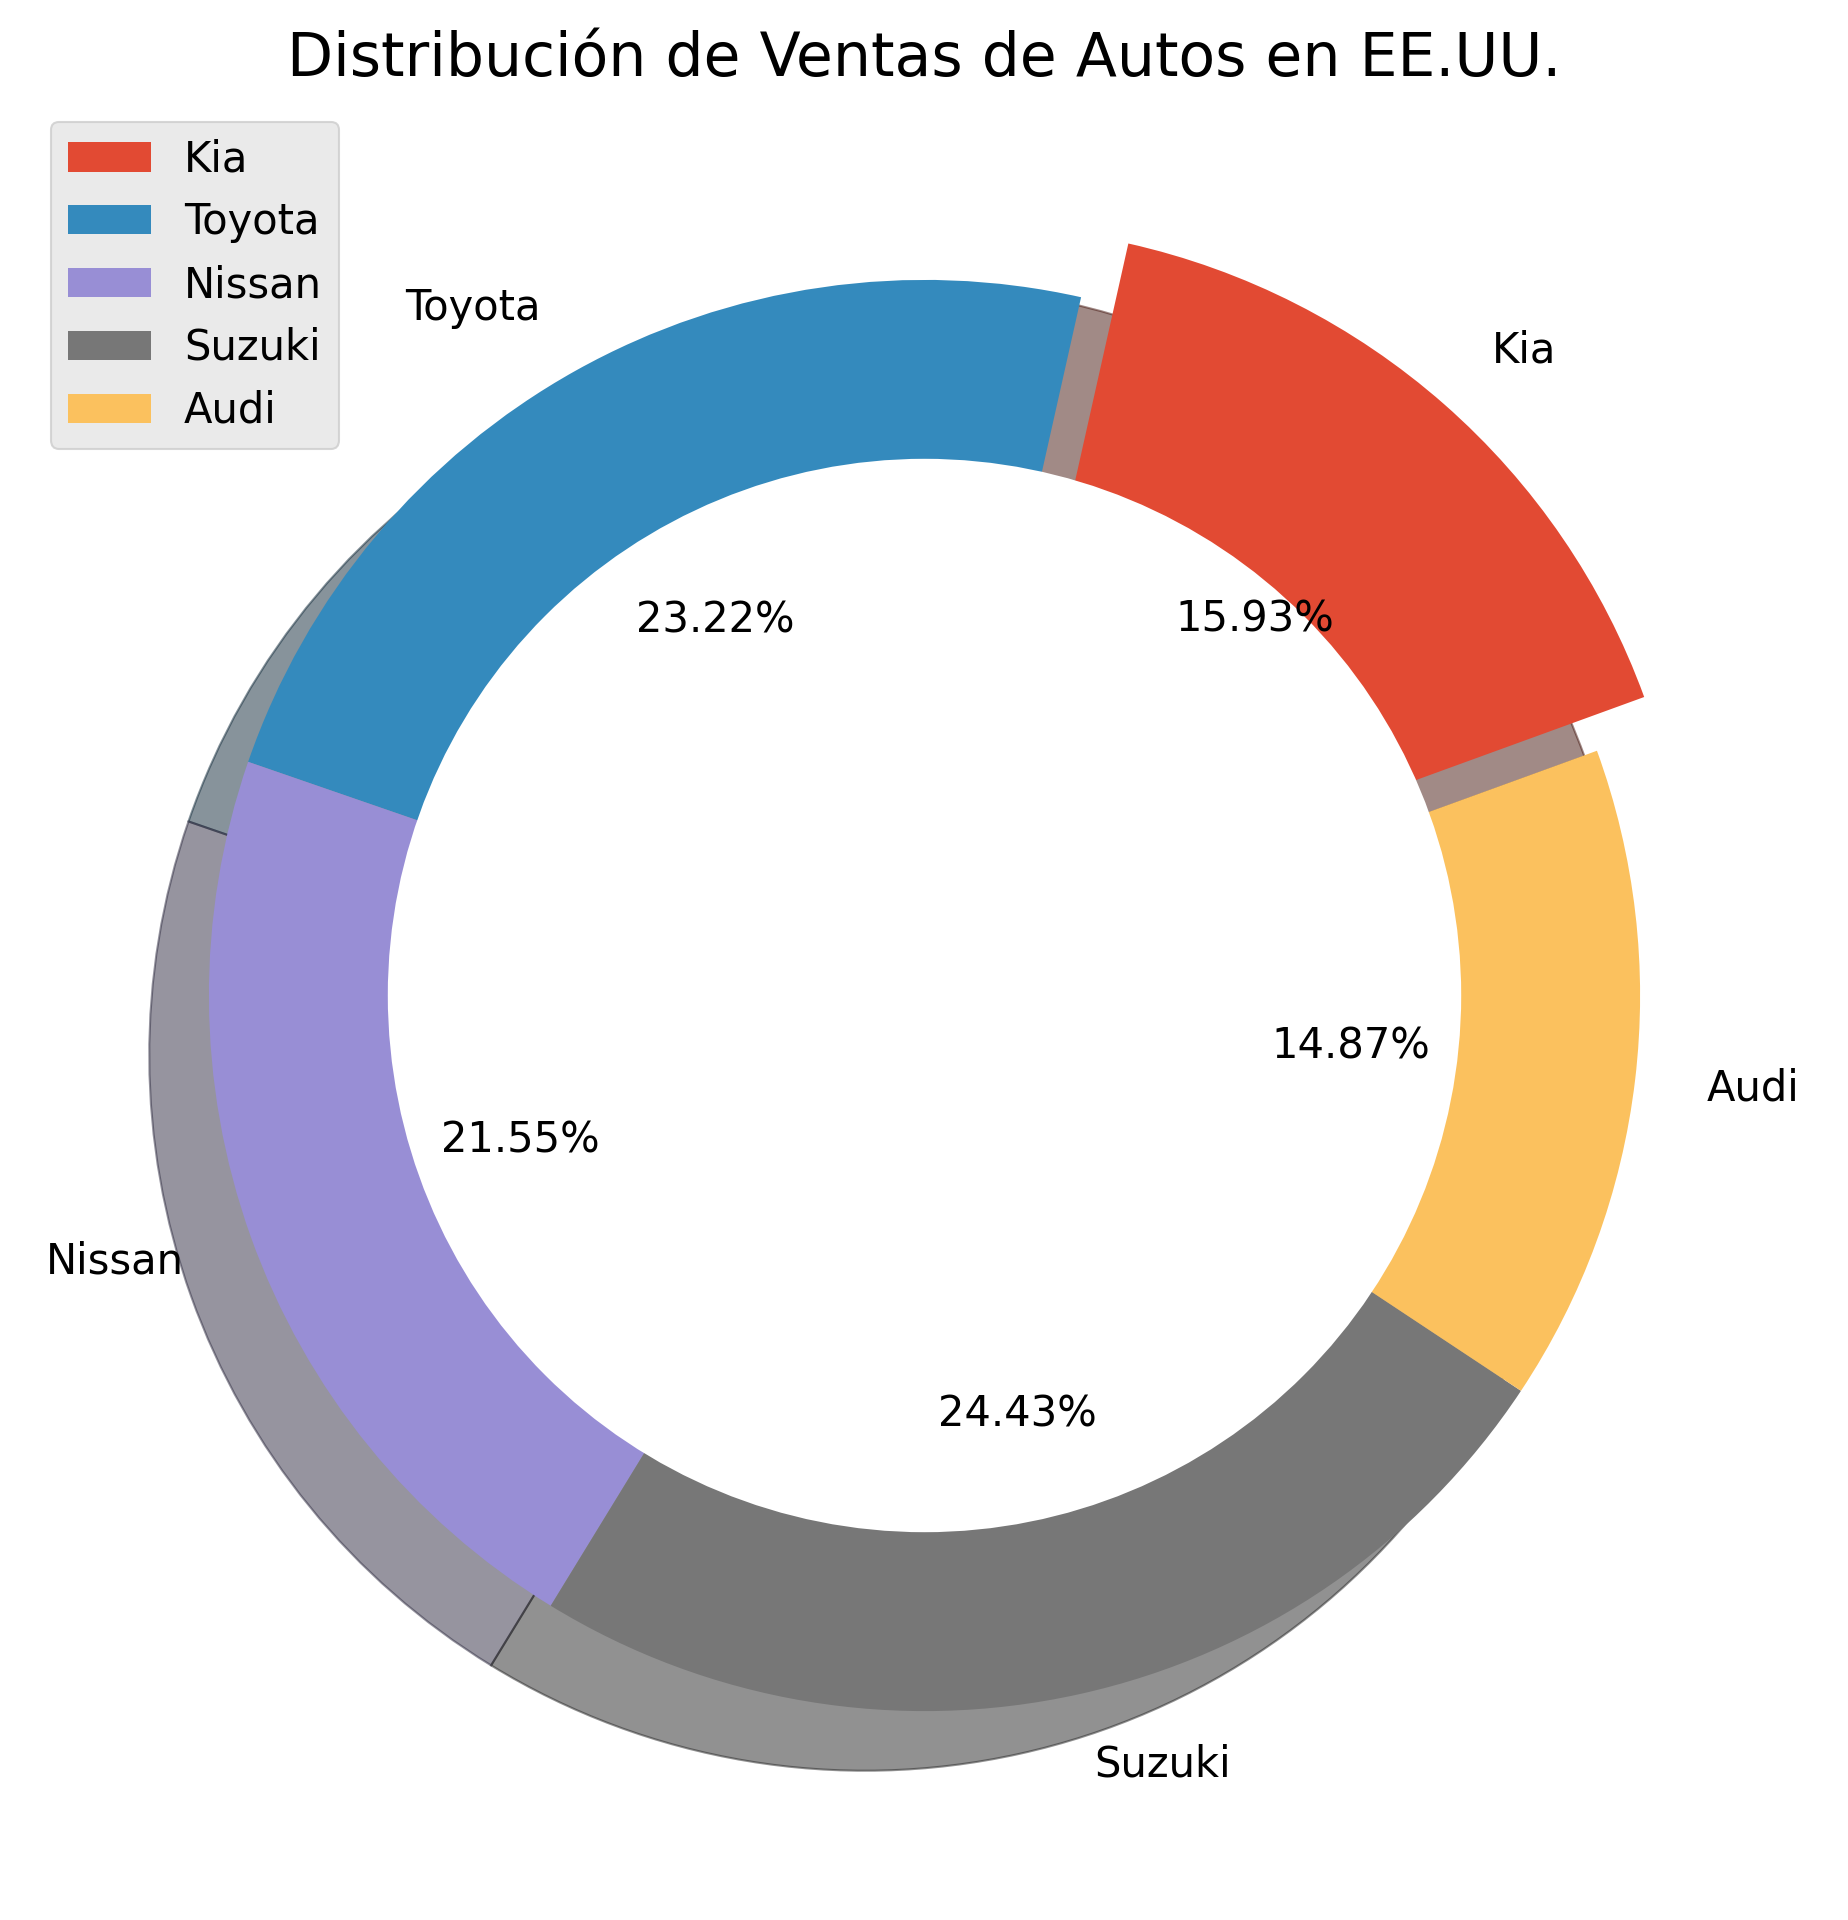 Distribución de Ventas de Autos en EE.UU.
Kia
Toyota
Nissan
Suzuki
Audi
Toyota
Kia
23.22%
15.93%
14.87%
Audi
21.55%
Nissan
24.43%
Suzuki